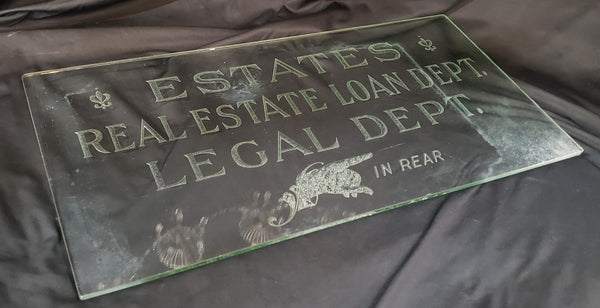 ESTATES
REAL ESTATE LOAN DEPT.
LEGAL DEPT.
IN REAR